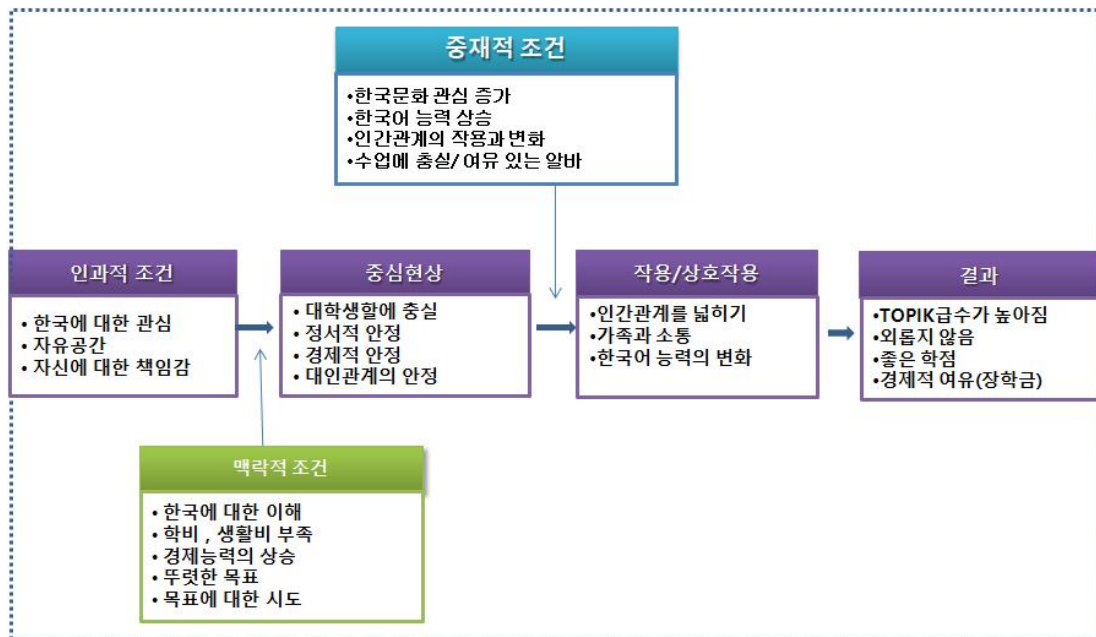 중재적 조건
•한국문화 관심 증가
•한국어 능력 상승
•인간관계의 작용과 변화
•수업에 충실/ 여유 있는 알바
인과적 조건
• 한국에 대한 관심
• 자유공간
• 자신에 대한 책임감
중심현상
• 대학생활에 충실
• 정서적 안정
• 경제적 안정
• 대인관계의 안정
작용/상호작용
•인간관계를 넓히기
•가족과 소통
•한국어 능력의 변화
결과
•TOPIK급수가 높아짐
•외롭지 않음
•좋은 학점
•경제적 여유(장학금)
맥락적 조건
• 한국에 대한 이해
• 학비 , 생활비 부족
• 경제능력의 상승
• 뚜렷한 목표
• 목표에 대한 시도